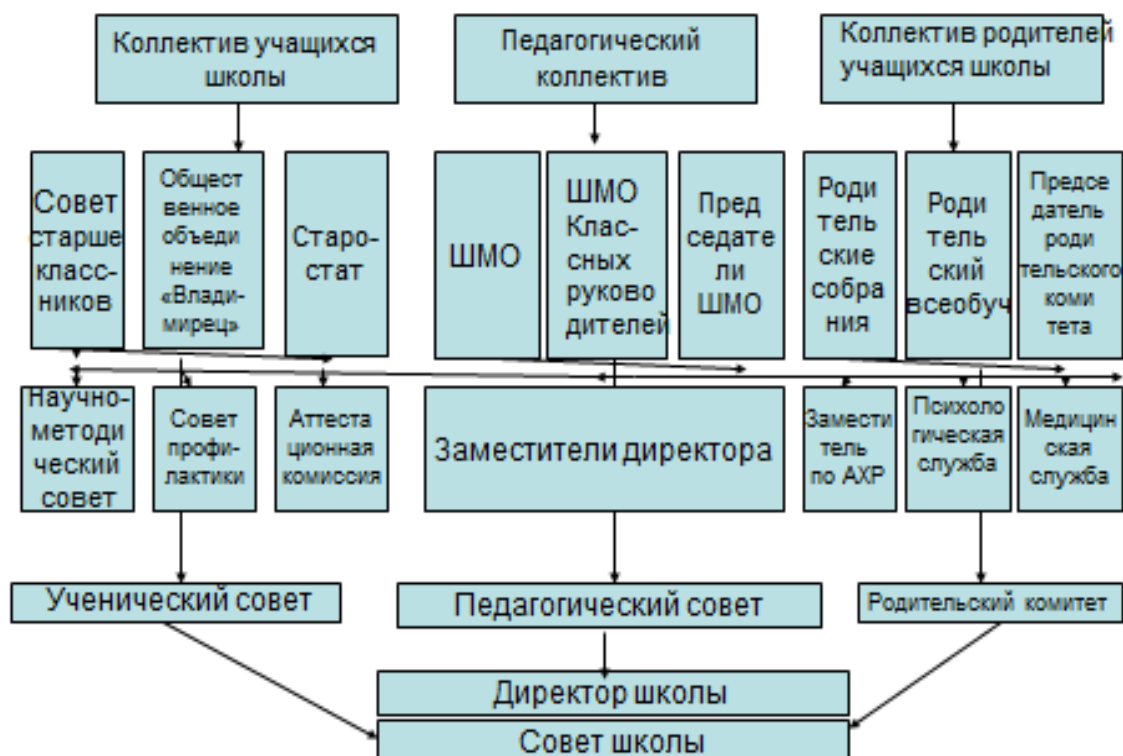 Коллектив учащихся
школы
Педагогический
коллектив
Коллектив родителей
учащихся школы
Совет
старше
класс-
ников
Общест
венное
объеди
нение
«Влади-
мирец»
Старо-
стат
ШМО
ШМО
Клас-
сных
руково
дителей
Пред
седате
ли
ШМО
Роди
тель
ские
собра
ния
Роди
тель
ский
всеобуч
Предсе
датель
роди
тельского
коми
тета
Научно-
методи
ческий
совет
Совет
профи-
лактики
Аттеста
ционная
комиссия
Заместители директора
Замести
тель
по АХР
Психоло
гическая
служба
Медицин
ская
служба
Ученический совет
Педагогический совет
Родительский комитет
Директор школы
Совет школы